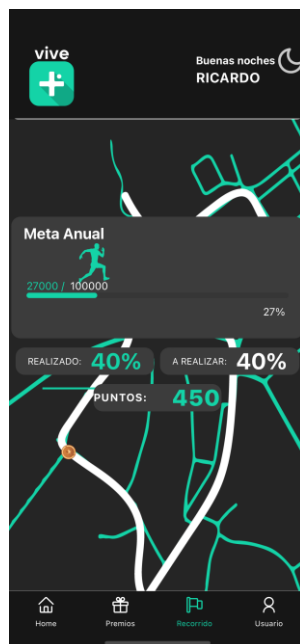 vive
Buenas noches
RICARDO
Meta Anual
27000 / 100000
27%
REALIZADO: 40%
A REALIZAR: 40%
PUNTOS: 450
Home
Premios
Recorrido
Usuario